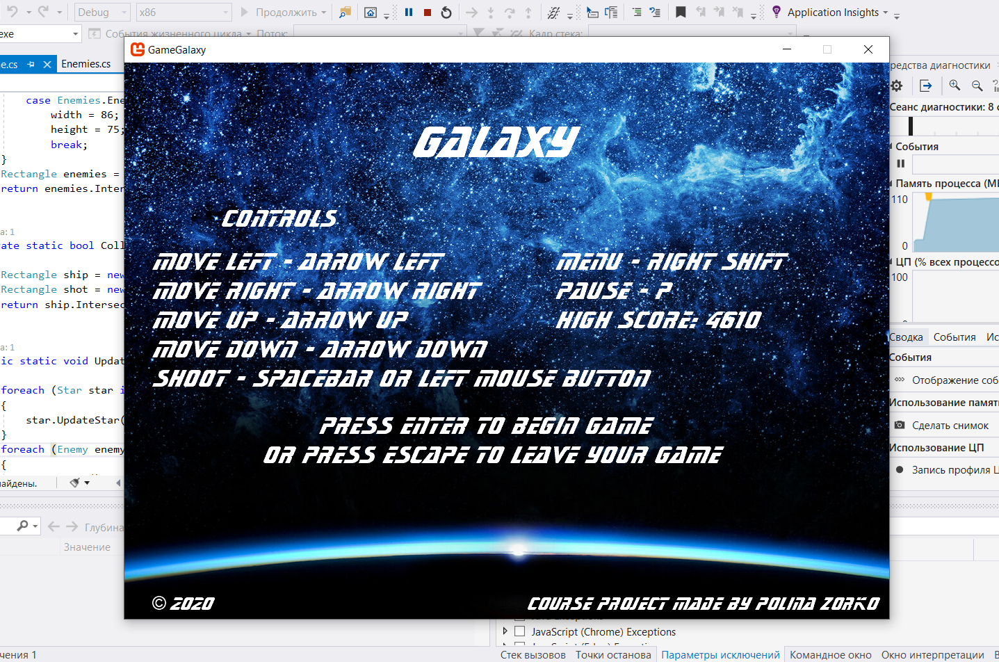 Debug
x86
Продолжить
Application Insights
exe
События жизненного цикла
Поток:
Кадр стека:
e.cs
Enemies.cs
GameGalaxy
case Enemies.Ene
width = 86;
height = 75;
break;
}
Rectangle enemies =
return enemies.Inter
a: 1
ate static bool Coll
Rectangle ship = new
Rectangle shot = new
return ship.Intersec
a: 1
ic static void Updat
foreach (Star star i
{
star.UpdateStar(
}
foreach (Enemy enemy
{
айдены.
Глубина
Значение
чения 1
GALAXY
CONTROLS
MOVE LEFT - ARROW LEFT
MOVE RIGHT - ARROW RIGHT
MOVE UP - ARROW UP
MOVE DOWN - ARROW DOWN
SHOOT - SPACEBAR OR LEFT MOUSE BUTTON
MENU - RIGHT SHIFT
PAUSE - P
HIGH SCORE: 4610
PRESS ENTER TO BEGIN GAME
OR PRESS ESCAPE TO LEAVE YOUR GAME
© 2020
COURSE PROJECT MADE BY POLINA ZORKO
редства диагностики
Сеанс диагностики: 8 с
События
Память процесса (МБ
110
0
ЦП (% всех процессо
100
Сводка
События
Ис
События
Отображение соб
Использование памят
Сделать снимок
Использование ЦП
Запись профиля Ц
JavaScript (Chrome) Exceptions
Стек вызовов
Точки останова
Параметры исключений
Командное окно
Окно интерпретации